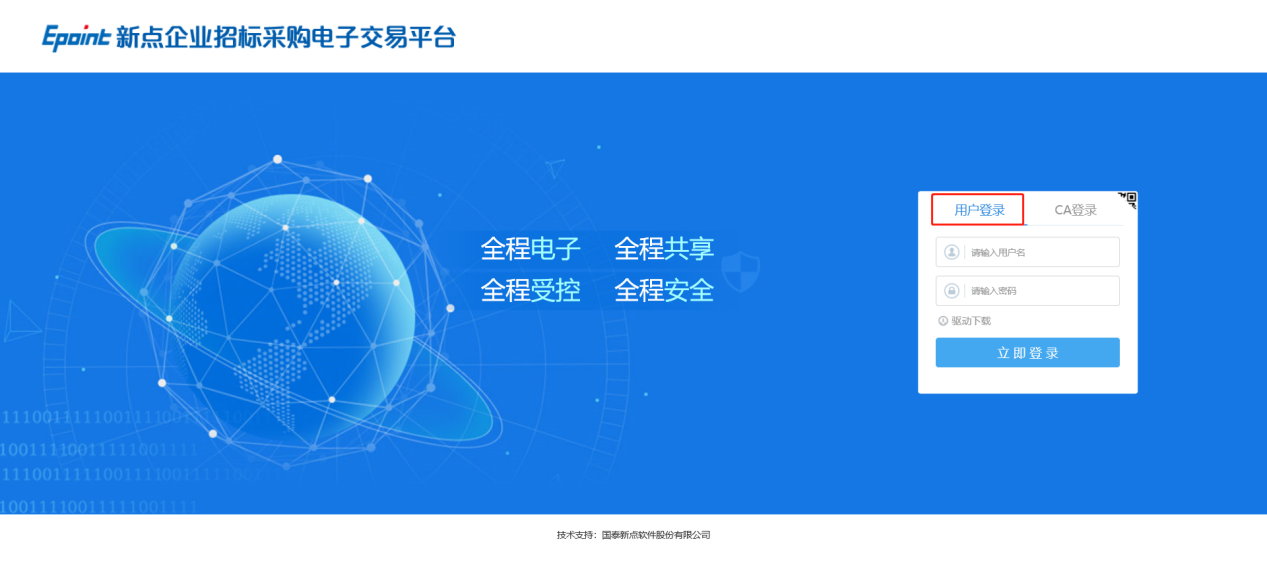 Epoint 新点企业招标采购电子交易平台
用户登录 CA登录
全程电子 全程共享
请输入用户名
全程受控 全程安全
请输入密码
驱动下载
立即登录
技术支持：国泰新点软件股份有限公司